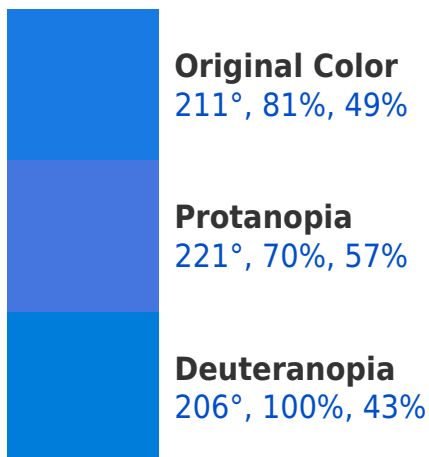 Original Color
211°, 81%, 49%
Protanopia
221°, 70%, 57%
Deuteranopia
206°, 100%, 43%